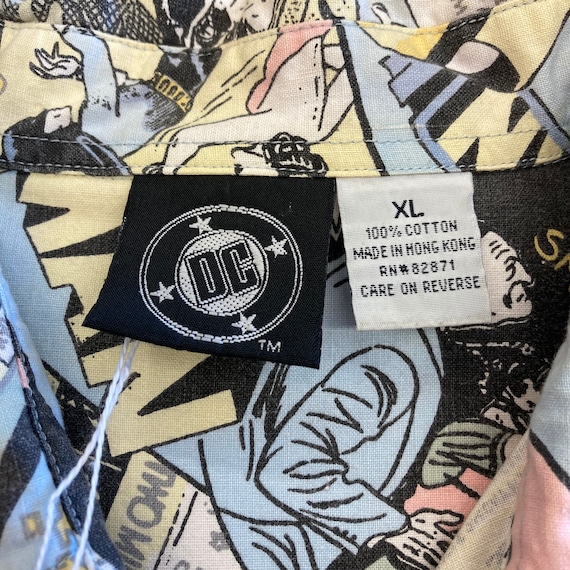 DC
TM
XL
100% COTTON
MADE IN HONG KONG
RN# 82871
CARE ON REVERSE